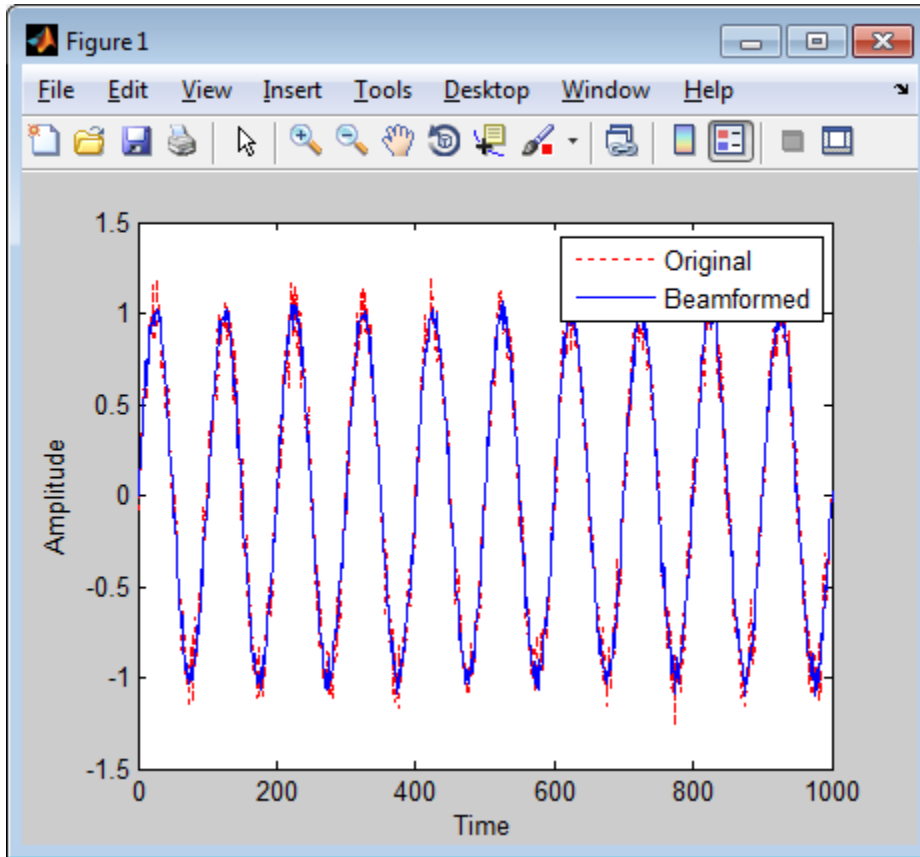 Figure 1
File Edit View Insert Tools Desktop Window Help
1.5
1
0.5
0
-0.5
-1
-1.5
Amplitude
Original
Beamformed
0 200 400 600 800 1000
Time